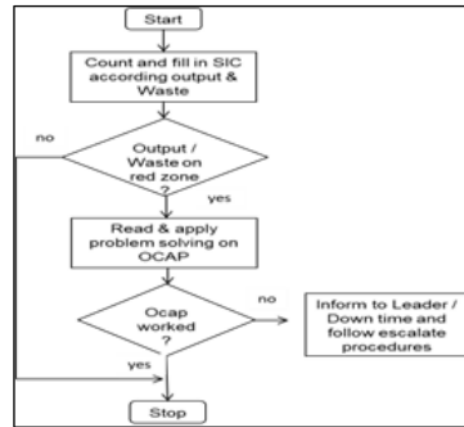 Start
Count and fill in SIC
according output &
Waste
no
Output /
Waste on
red zone
?
yes
Read & apply
problem solving on
OCAP
Ocap
worked
?
no
Inform to Leader /
Down time and
follow escalate
procedures
yes
Stop